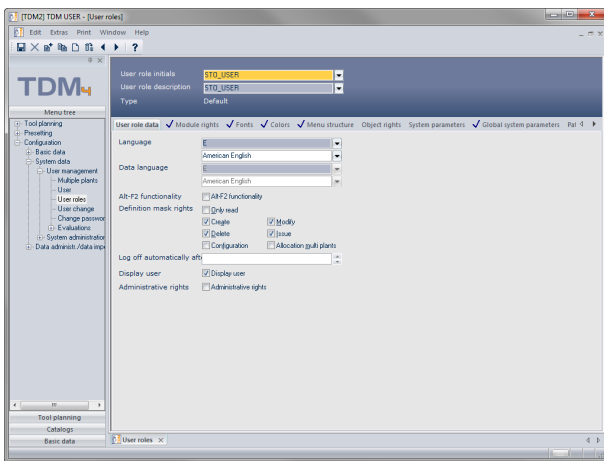 [TDM2] TDM USER - [User roles]
Edit Extras Print Window Help
User role initials STO_USER
User role description STO_USER
Type Default
TDM4
Menu tree
User role data Module rights Fonts Colors Menu structure Object rights System parameters Global system parameters Pat
Tool planning
Presetting
Configuration
Basic data
System data
User management
Multiple plants
User
User roles
User change
Change passwor
Evaluations
System administration
Data administr./data impo
Language E
American English
Data language E
American English
Alt-F2 functionality Alt-F2 functionality
Definition mask rights Only read
Create Modify
Delete Issue
Configuration Allocation multi plants
Log off automatically aft
Display user Display user
Administrative rights Administrative rights
Tool planning
Catalogs
Basic data
User roles